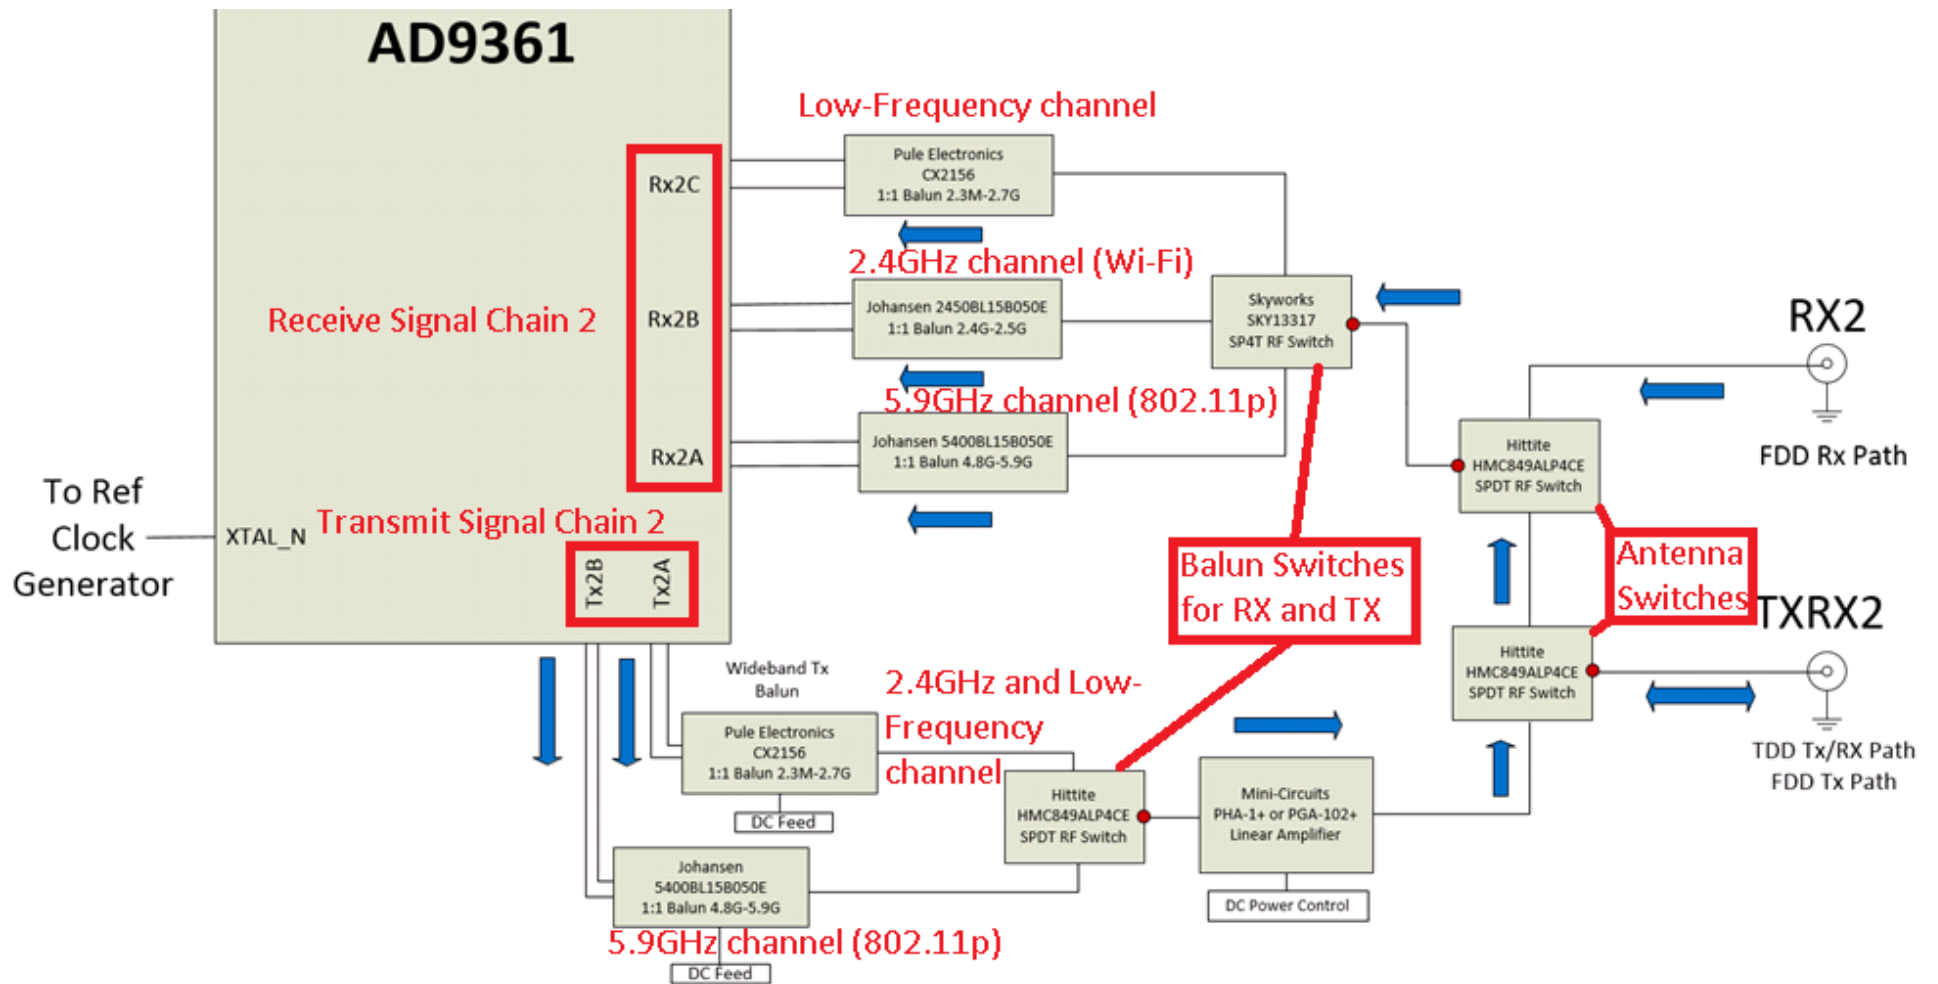 AD9361
Low-Frequency channel
Pule Electronics
CX2156
1:1 Balun 2.3M-2.7G
Rx2C
2.4GHz channel (Wi-Fi)
Johansen 2450BL15B050E
1:1 Balun 2.4G-2.5G
Rx2B
Receive Signal Chain 2
Skyworks
SKY13317
SP4T RF Switch
RX2
FDD Rx Path
5.9GHz channel (802.11p)
Johansen 5400BL15B050E
1:1 Balun 4.8G-5.9G
Rx2A
Hittite
HMC849ALP4CE
SPDT RF Switch
To Ref
Clock
Generator
XTAL_N
Transmit Signal Chain 2
Tx2B
Tx2A
Balun Switches
for RX and TX
Antenna
Switches
TXRX2
Hittite
HMC849ALP4CE
SPDT RF Switch
TDD Tx/RX Path
FDD Tx Path
Wideband Tx
Balun
2.4GHz and Low-
Frequency
channel
Pule Electronics
CX2156
1:1 Balun 2.3M-2.7G
DC Feed
Hittite
HMC849ALP4CE
SPDT RF Switch
Mini-Circuits
PHA-1+ or PGA-102+
Linear Amplifier
DC Power Control
Johansen
5400BL15B050E
1:1 Balun 4.8G-5.9G
5.9GHz channel (802.11p)
DC Feed